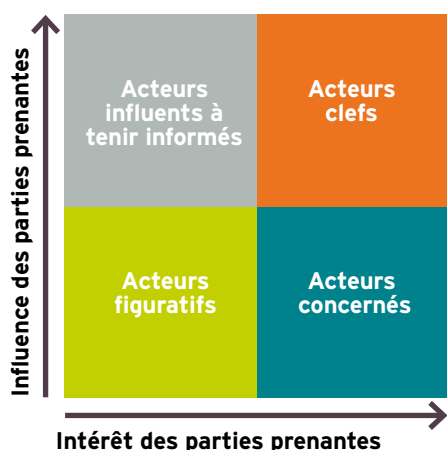 Influence des parties prenantes
Acteurs
influents à
tenir informés
Acteurs
clefs
Acteurs
figuratifs
Acteurs
concernés
Intérêt des parties prenantes